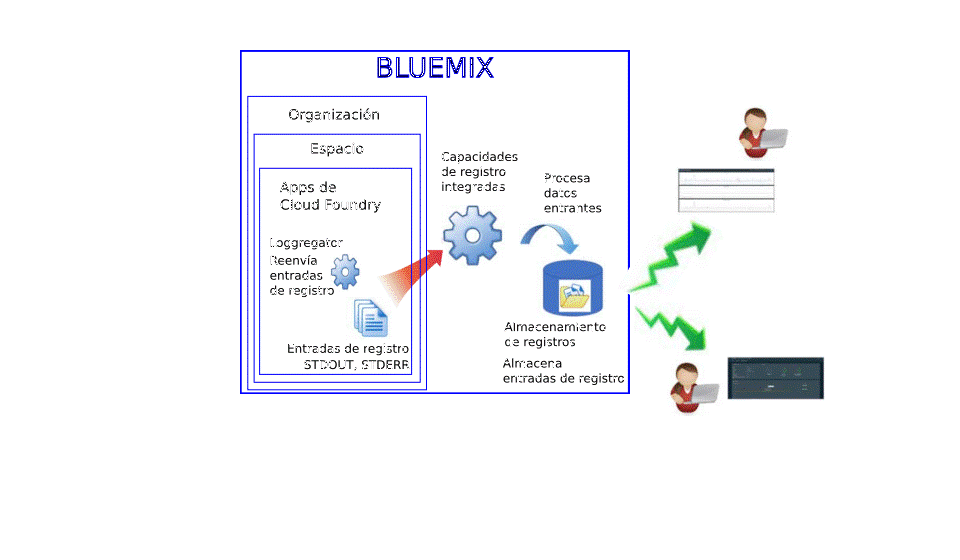 BLUEMIX
Organización
Espacio
Apps de
Cloud Foundry
Loggregator
Reenvía
entradas
de registro
Entradas de registro
STDOUT, STDERR
Capacidades
de registro
integradas
Procesa
datos
entrantes
Almacenamiento
de registros
Almacena
entradas de registro